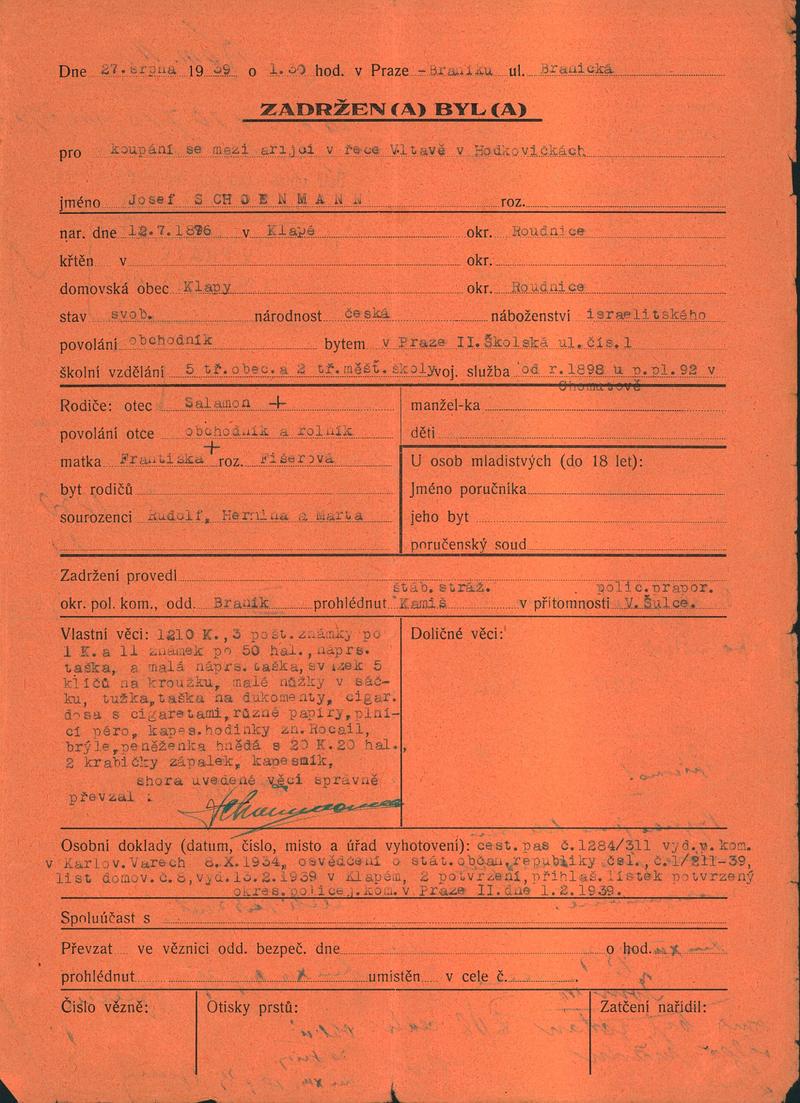 Dne 27. srpna 1939 o 1.30 hod. v Praze -Braníku ul. Branická
ZADRŽEN(A) BYL(A)
pro koupání se mezi arijci v řece Vltavě v Hodkovičkách
jméno Josef SCHOENMANN roz.
nar. dne 12.7.1876 v Klapé okr. Roudnice
křtěn v okr.
domovská obec Klapy okr. Roudnice
stav svob. národnost česká náboženství israelitského
povolání obchodník bytem v Praze II.Školská ul.čís.1
školní vzdělání 5 tř.obec.a 2 tř.měšť.školy voj. služba od r.1898 u p.pl.92 v
Chomutově
Rodiče: otec Salamon +
povolání otce obchodník a rolník
matka Františka + roz. Fišerová
byt rodičů
sourozenci Rudolf, Hermina a Marta
manžel-ka
děti
U osob mladistvých (do 18 let):
Jméno poručníka
jeho byt
poručenský soud
Zadržení provedl
štáb.stráž. polic.prapor.
okr. pol. kom., odd. Braník prohlédnut Kamiš v přítomnosti V.Šulce.
Vlastní věci: 1210 K.,3 pošt.známky po
1 K.a 11 známek po 50 hal.,náprs.
taška, a malá náprs.taška,svazek 5
klíčů na kroužku, malé nůžky v sáč-
ku, tužka,taška na dukomenty, cigar.
dosa s cigaretami,různé papíry,plní-
cí péro, kapes.hodinky zn.Rocail,
brýle,peněženka hnědá s 20 K.20 hal.,
2 krabičky zápalek, kapesník,
shora uvedené věci správně
převzal :
Schoenmann
Doličné věci:
Osobní doklady (datum, číslo, místo a úřad vyhotovení): cest.pas č.1284/311 vyd.p.kom.
v Karlov.Varech 8.X.1934, osvědčení o stát.občan.republiky čsl.,č.1/211-39,
list domov.č.8,vyd.13.2.1939 v Klapém, 2 potvrzení,přihlaš.lístek potvrzený
okres.policej.kom.v Praze II.dne 1.2.1939.
Spoluúčast s
Převzat ve věznici odd. bezpeč. dne o hod.
prohlédnut umístěn v cele č.
Číslo vězně:
Otisky prstů:
Zatčení nařídil: